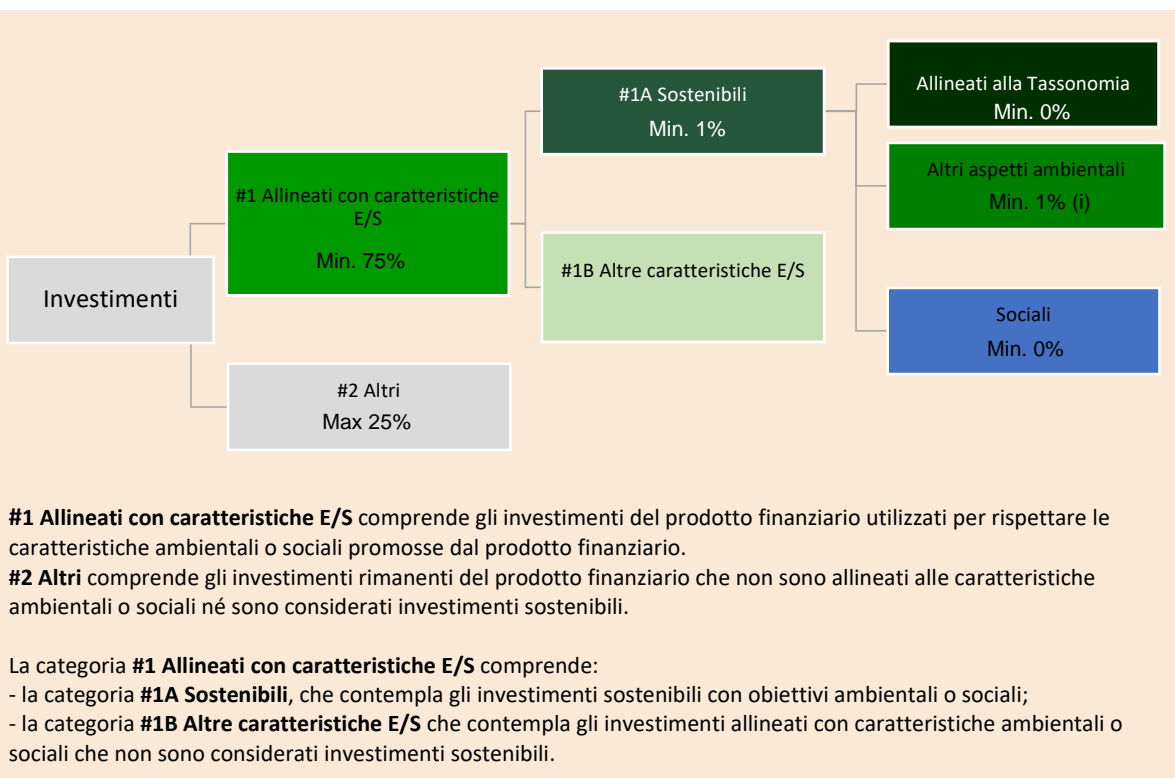 Investimenti
#1 Allineati con caratteristiche
E/S
Min. 75%
#2 Altri
Max 25%
#1A Sostenibili
Min. 1%
#1B Altre caratteristiche E/S
Allineati alla Tassonomia
Min. 0%
Altri aspetti ambientali
Min. 1% (i)
Sociali
Min. 0%
#1 Allineati con caratteristiche E/S comprende gli investimenti del prodotto finanziario utilizzati per rispettare le
caratteristiche ambientali o sociali promosse dal prodotto finanziario.
#2 Altri comprende gli investimenti rimanenti del prodotto finanziario che non sono allineati alle caratteristiche
ambientali o sociali né sono considerati investimenti sostenibili.
La categoria #1 Allineati con caratteristiche E/S comprende:
- la categoria #1A Sostenibili, che contempla gli investimenti sostenibili con obiettivi ambientali o sociali;
- la categoria #1B Altre caratteristiche E/S che contempla gli investimenti allineati con caratteristiche ambientali o
sociali che non sono considerati investimenti sostenibili.